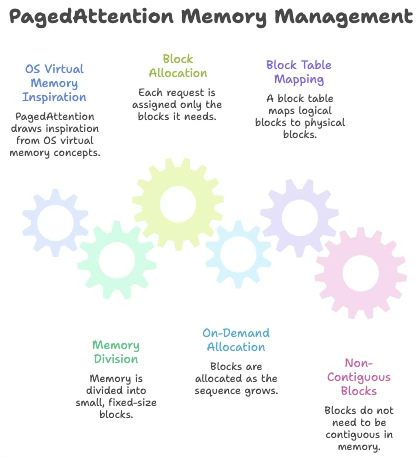 PagedAttention Memory Management
OS Virtual
Memory
Inspiration
PagedAttention
draws inspiration
from OS virtual
memory concepts.
Block
Allocation
Each request is
assigned only the
blocks it needs.
Block Table
Mapping
A block table
maps logical
blocks to physical
blocks.
Memory
Division
Memory is
divided into
small, fixed-size
blocks.
On-Demand
Allocation
Blocks are
allocated as the
sequence grows.
Non-
Contiguous
Blocks
Blocks do not
need to be
contiguous in
memory.